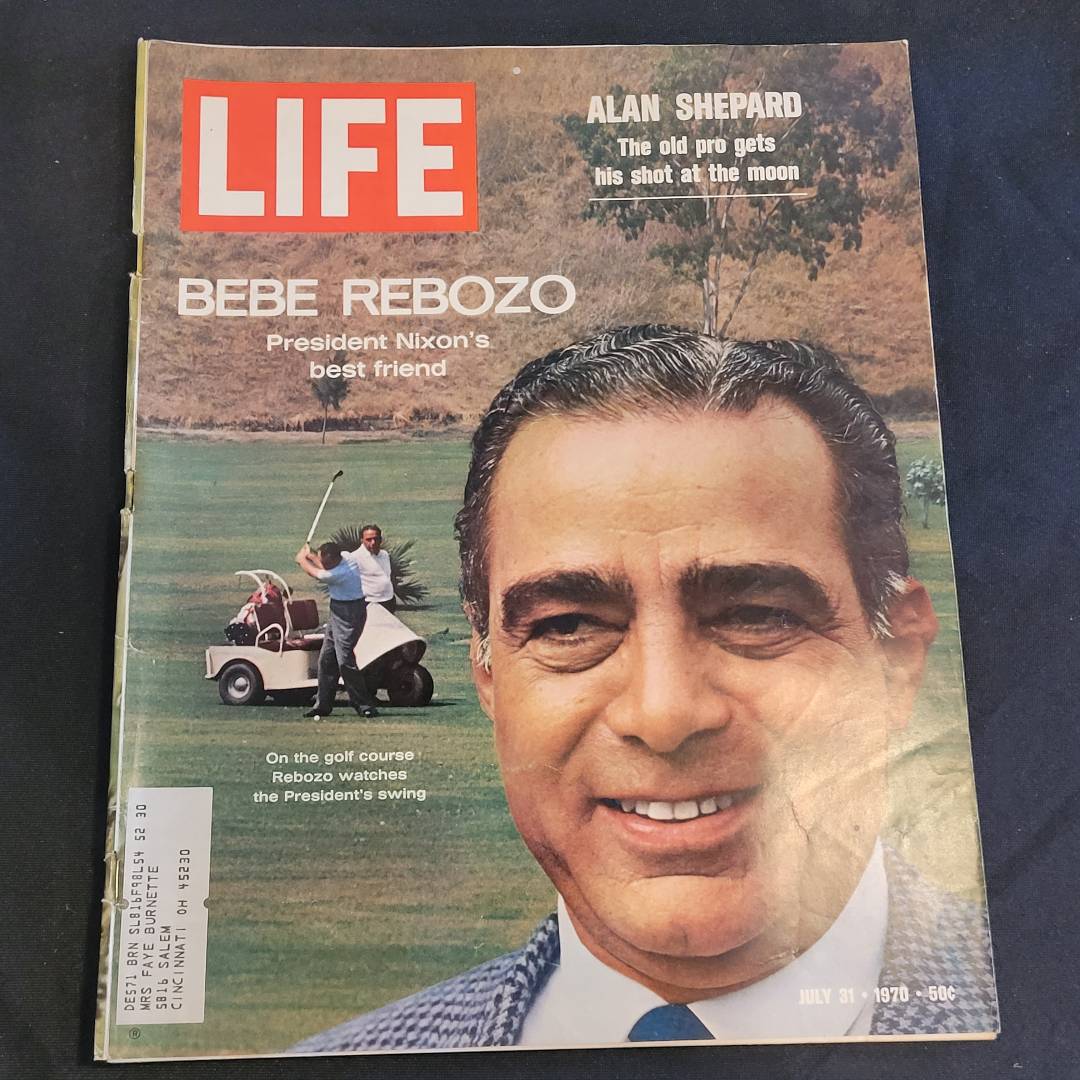 LIFE
ALAN SHEPARD
The old pro gets
his shot at the moon
BEBE REBOZO
President Nixon's
best friend
On the golf course
Rebozo watches
the President's swing
DE571 BRN SL816F98L54 52 30
MRS FAYE BURNETTE
5816 SALEM
CINCINNATI OH 45230
®
JULY 31 • 1970 • 50¢